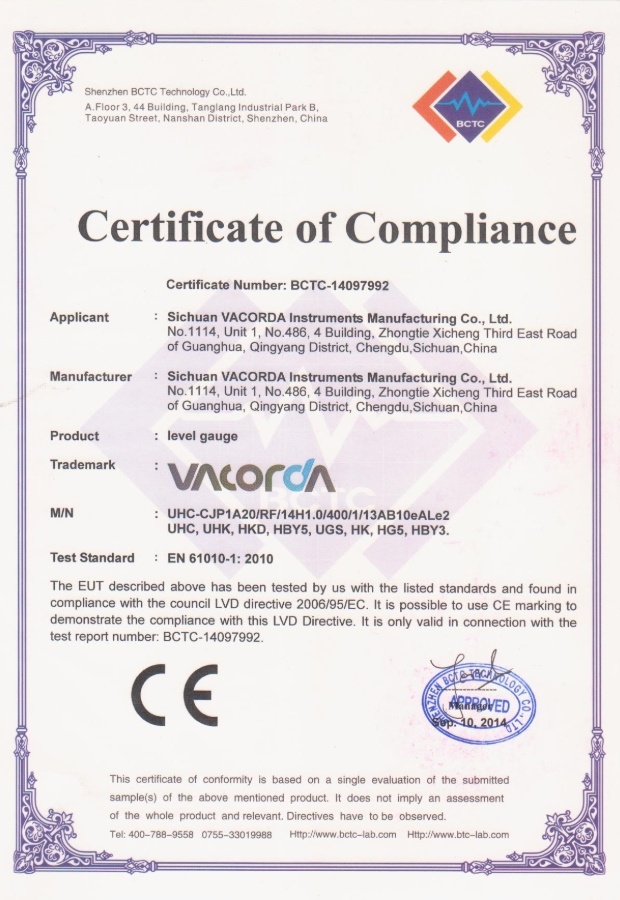 Shenzhen BCTC Technology Co.,Ltd.
A.Floor 3, 44 Building, Tanglang Industrial Park B,
Taoyuan Street, Nanshan District, Shenzhen, China
BCTC
Certificate of Compliance
Certificate Number: BCTC-14097992
Applicant : Sichuan VACORDA Instruments Manufacturing Co., Ltd.
No.1114, Unit 1, No.486, 4 Building, Zhongtie Xicheng Third East Road
of Guanghua, Qingyang District, Chengdu,Sichuan,China
Manufacturer : Sichuan VACORDA Instruments Manufacturing Co., Ltd.
No.1114, Unit 1, No.486, 4 Building, Zhongtie Xicheng Third East Road
of Guanghua, Qingyang District, Chengdu,Sichuan,China
Product : level gauge
Trademark : vacorda
BCTC
M/N : UHC-CJP1A20/RF/14H1.0/400/1/13AB10eALe2
UHC, UHK, HKD, HBY5, UGS, HK, HG5, HBY3.
Test Standard : EN 61010-1: 2010
The EUT described above has been tested by us with the listed standards and found in
compliance with the council LVD directive 2006/95/EC. It is possible to use CE marking to
demonstrate the compliance with this LVD Directive. It is only valid in connection with the
test report number: BCTC-14097992.
CE
SHENZHEN BCTC TECHNOLOGY CO., LTD
APPROVED
Manager
Sep. 10, 2014
This certificate of conformity is based on a single evaluation of the submitted
sample(s) of the above mentioned product. It does not imply an assessment
of the whole product and relevant. Directives have to be observed.
Tel: 400-788-9558 0755-33019988 Http://www.bctc-lab.com Http://www.btc-lab.com